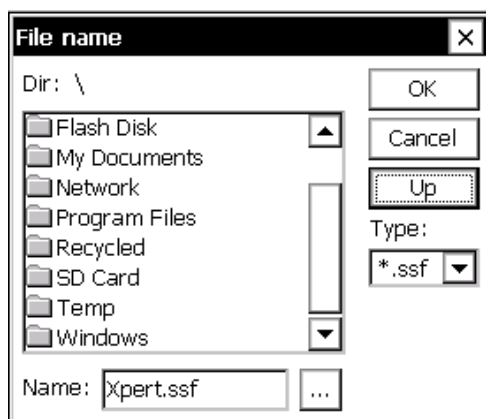 File name
Dir: \
OK
Flash Disk
My Documents
Cancel
Network
Up
Program Files
Type:
Recycled
SD Card
*.ssf
Temp
Windows
Name: Xpert.ssf ...